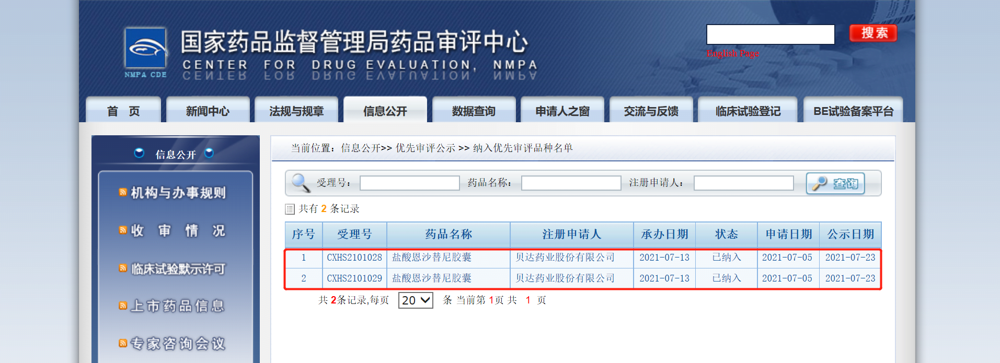 国家药品监督管理局药品审评中心
CENTER FOR DRUG EVALUATION, NMPA
NMPA CDE
搜索
English Page
首 页 新闻中心 法规与规章 信息公开 数据查询 申请人之窗 交流与反馈 临床试验登记 BE试验备案平台
信息公开
机构与办事规则
收 审 情 况
临床试验默示许可
上市药品信息
专家咨询会议
当前位置：信息公开>> 优先审评公示 >> 纳入优先审评品种名单
受理号： 药品名称： 注册申请人： 查询
共有 2 条记录
序号 受理号 药品名称 注册申请人 承办日期 状态 申请日期 公示日期
1 CXHS2101028 盐酸恩沙替尼胶囊 贝达药业股份有限公司 2021-07-13 已纳入 2021-07-05 2021-07-23
2 CXHS2101029 盐酸恩沙替尼胶囊 贝达药业股份有限公司 2021-07-13 已纳入 2021-07-05 2021-07-23
共 2条记录,每页 20 条 当前第 1页 共 1 页